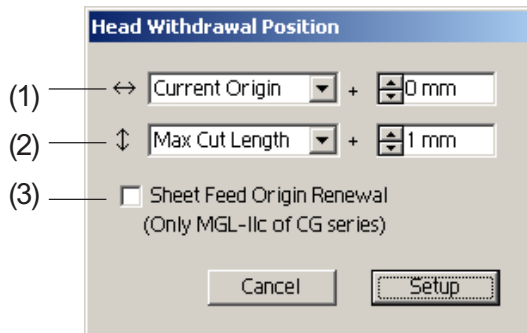 Head Withdrawal Position
(1) ↔ Current Origin + 0 mm
(2) ↕ Max Cut Length + 1 mm
(3) Sheet Feed Origin Renewal
(Only MGL-IIc of CG series)
Cancel Setup